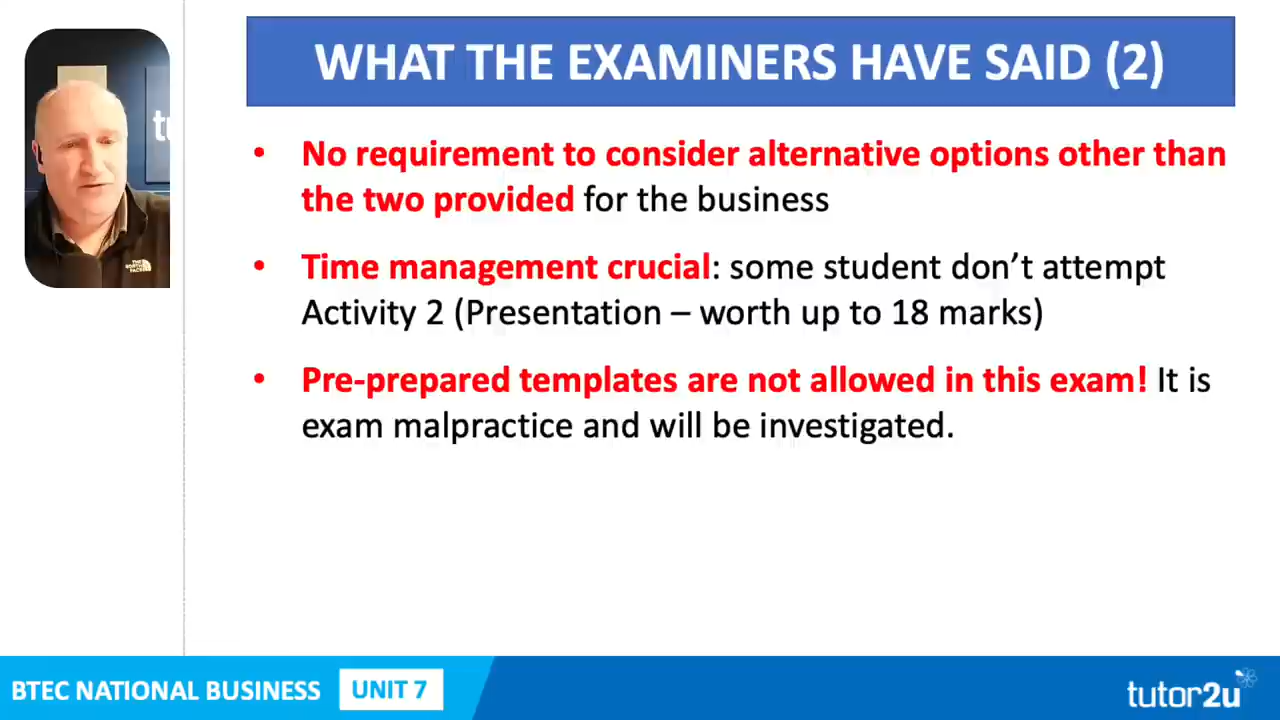 WHAT THE EXAMINERS HAVE SAID (2)
• No requirement to consider alternative options other than
the two provided for the business
• Time management crucial: some student don’t attempt
Activity 2 (Presentation – worth up to 18 marks)
• Pre-prepared templates are not allowed in this exam! It is
exam malpractice and will be investigated.
BTEC NATIONAL BUSINESS
UNIT 7
tutor2u